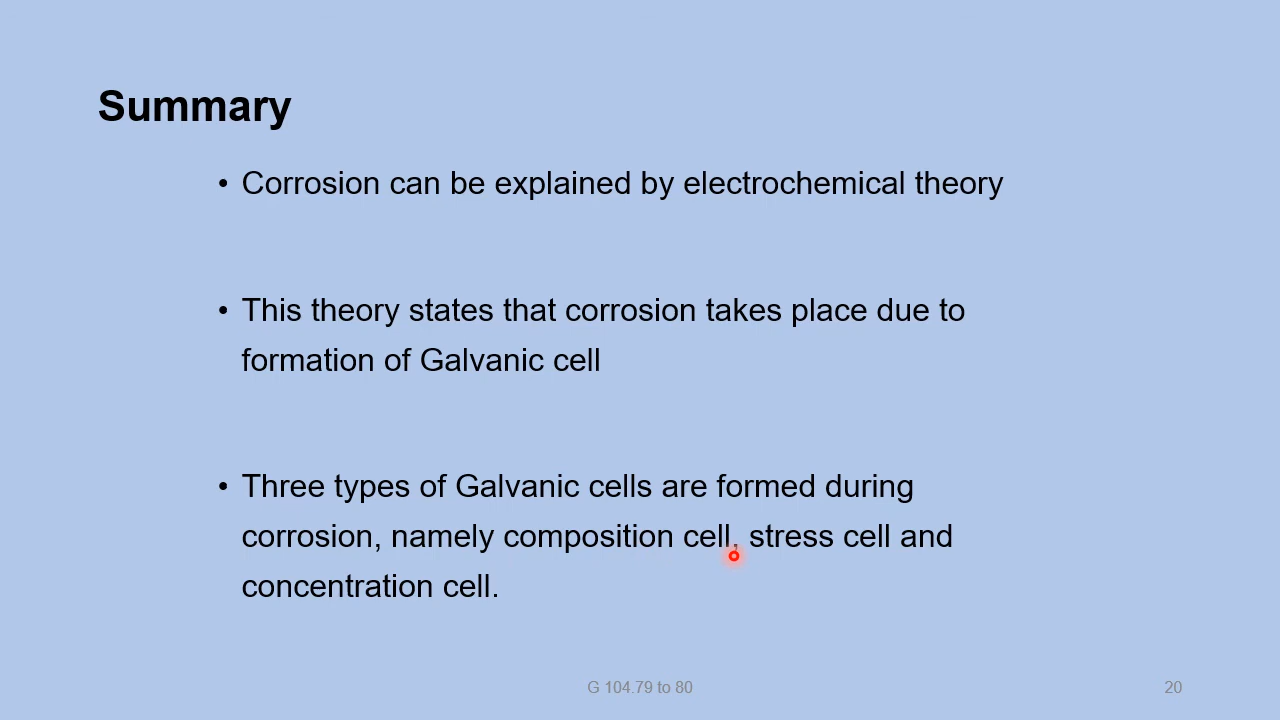 Summary
• Corrosion can be explained by electrochemical theory
• This theory states that corrosion takes place due to
formation of Galvanic cell
• Three types of Galvanic cells are formed during
corrosion, namely composition cell, stress cell and
concentration cell.
G 104.79 to 80
20